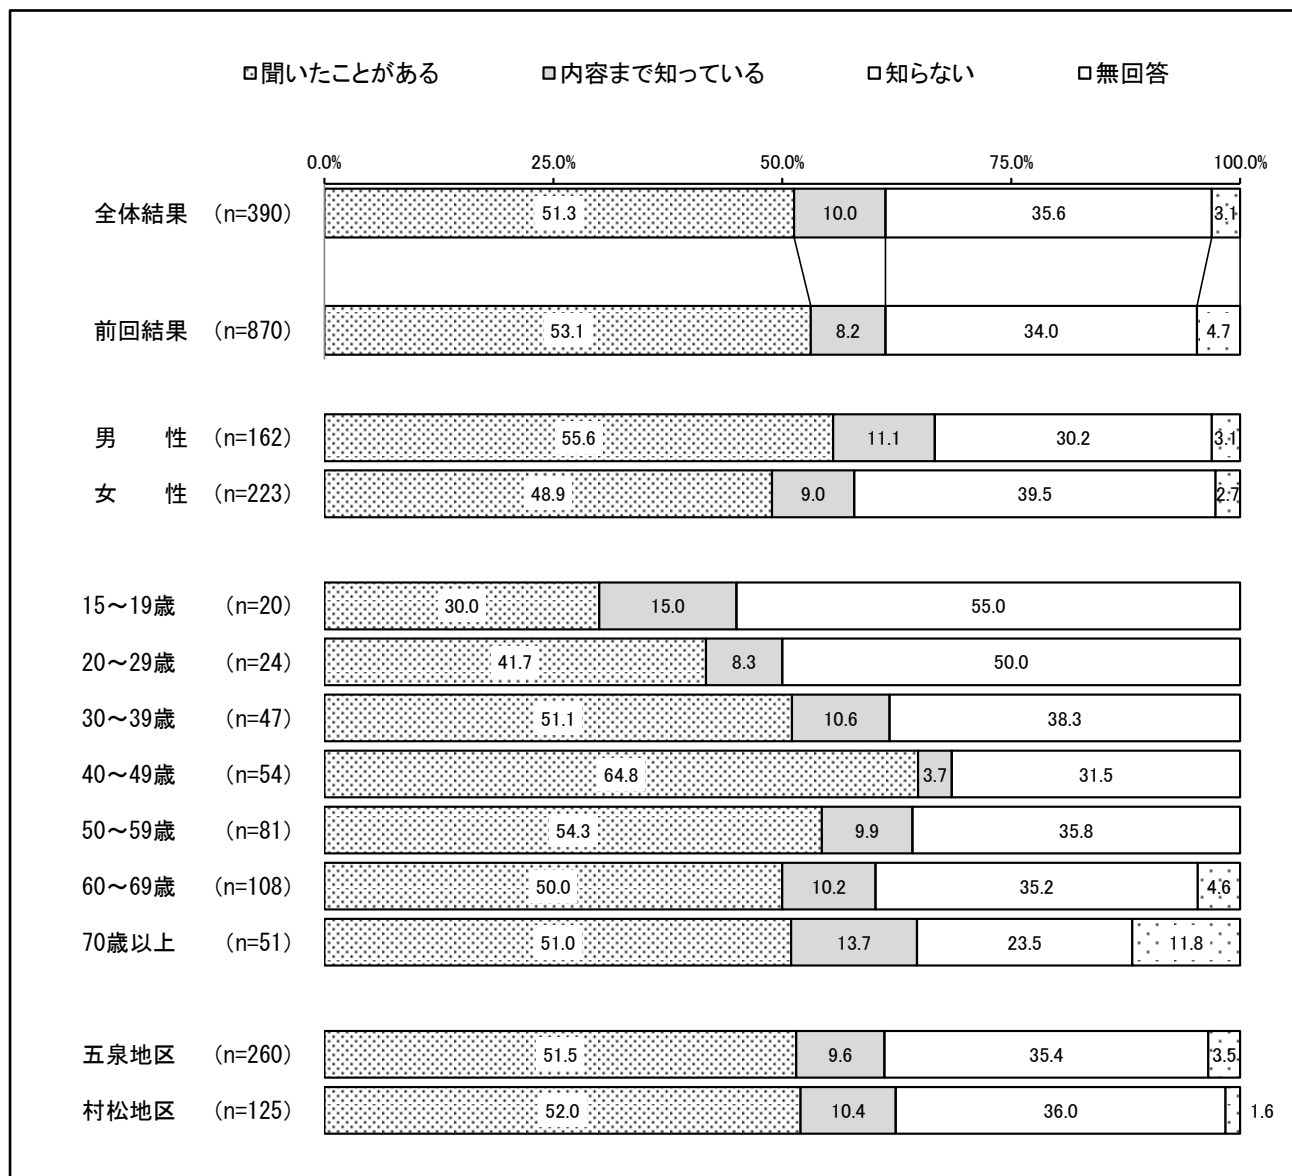 聞いたことがある 内容まで知っている 知らない 無回答
0.0% 25.0% 50.0% 75.0% 100.0%
全体結果 (n=390) 51.3 10.0 35.6 3.1
前回結果 (n=870) 53.1 8.2 34.0 4.7
男 性 (n=162) 55.6 11.1 30.2 3.1
女 性 (n=223) 48.9 9.0 39.5 2.7
15～19歳 (n=20) 30.0 15.0 55.0
20～29歳 (n=24) 41.7 8.3 50.0
30～39歳 (n=47) 51.1 10.6 38.3
40～49歳 (n=54) 64.8 3.7 31.5
50～59歳 (n=81) 54.3 9.9 35.8
60～69歳 (n=108) 50.0 10.2 35.2 4.6
70歳以上 (n=51) 51.0 13.7 23.5 11.8
五泉地区 (n=260) 51.5 9.6 35.4 3.5
村松地区 (n=125) 52.0 10.4 36.0 1.6